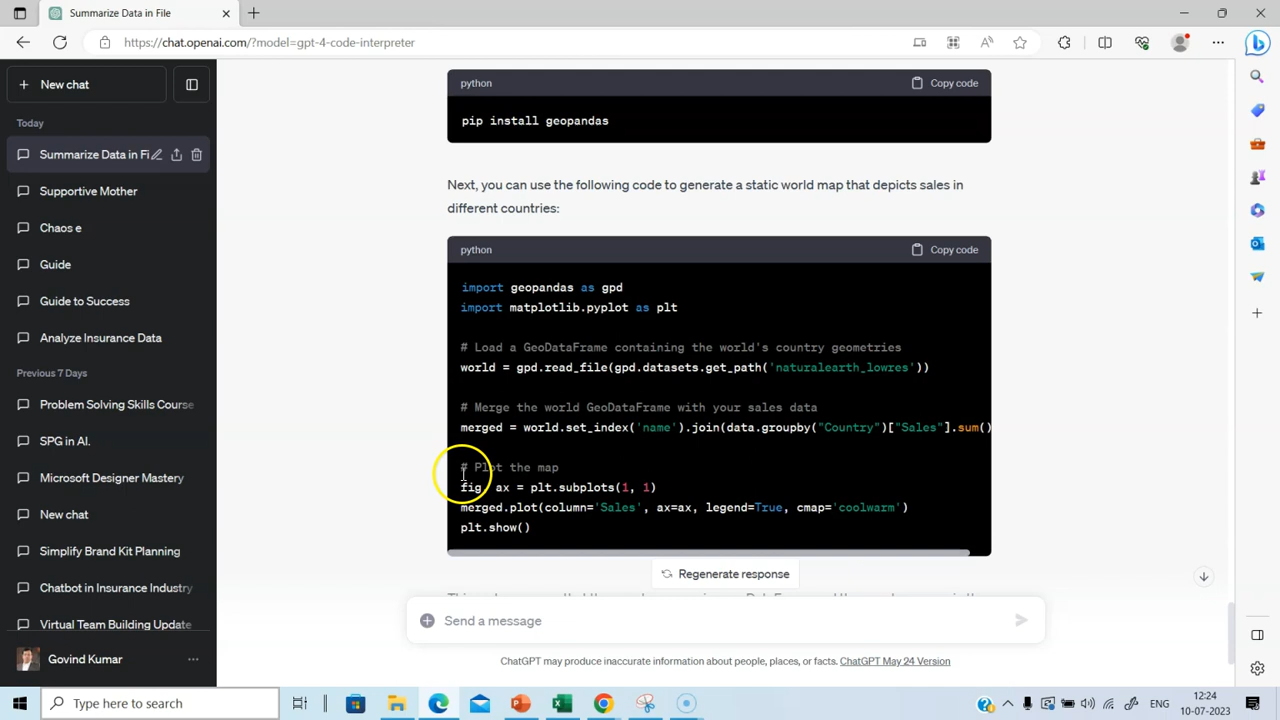 Summarize Data in File
https://chat.openai.com/?model=gpt-4-code-interpreter
New chat
Today
Summarize Data in Fi
Supportive Mother
Chaos e
Guide
Guide to Success
Analyze Insurance Data
Previous 7 Days
Problem Solving Skills Course
SPG in AI.
Microsoft Designer Mastery
New chat
Simplify Brand Kit Planning
Chatbot in Insurance Industry
Virtual Team Building Update
Govind Kumar
python
Copy code
pip install geopandas
Next, you can use the following code to generate a static world map that depicts sales in
different countries:
python
Copy code
import geopandas as gpd
import matplotlib.pyplot as plt
# Load a GeoDataFrame containing the world's country geometries
world = gpd.read_file(gpd.datasets.get_path('naturalearth_lowres'))
# Merge the world GeoDataFrame with your sales data
merged = world.set_index('name').join(data.groupby("Country")["Sales"].sum()
# Plot the map
fig, ax = plt.subplots(1, 1)
merged.plot(column='Sales', ax=ax, legend=True, cmap='coolwarm')
plt.show()
Regenerate response
Send a message
ChatGPT may produce inaccurate information about people, places, or facts. ChatGPT May 24 Version
Type here to search
ENG
12:24
10-07-2023